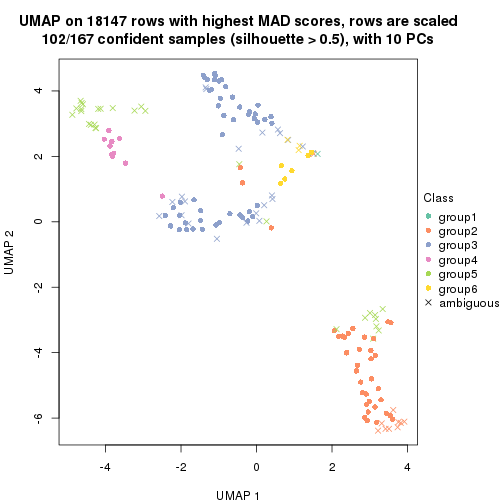 UMAP on 18147 rows with highest MAD scores, rows are scaled
102/167 confident samples (silhouette > 0.5), with 10 PCs
4
2
0
-2
-4
-6
UMAP 2
-4
-2
0
2
4
UMAP 1
Class
group1
group2
group3
group4
group5
group6
ambiguous